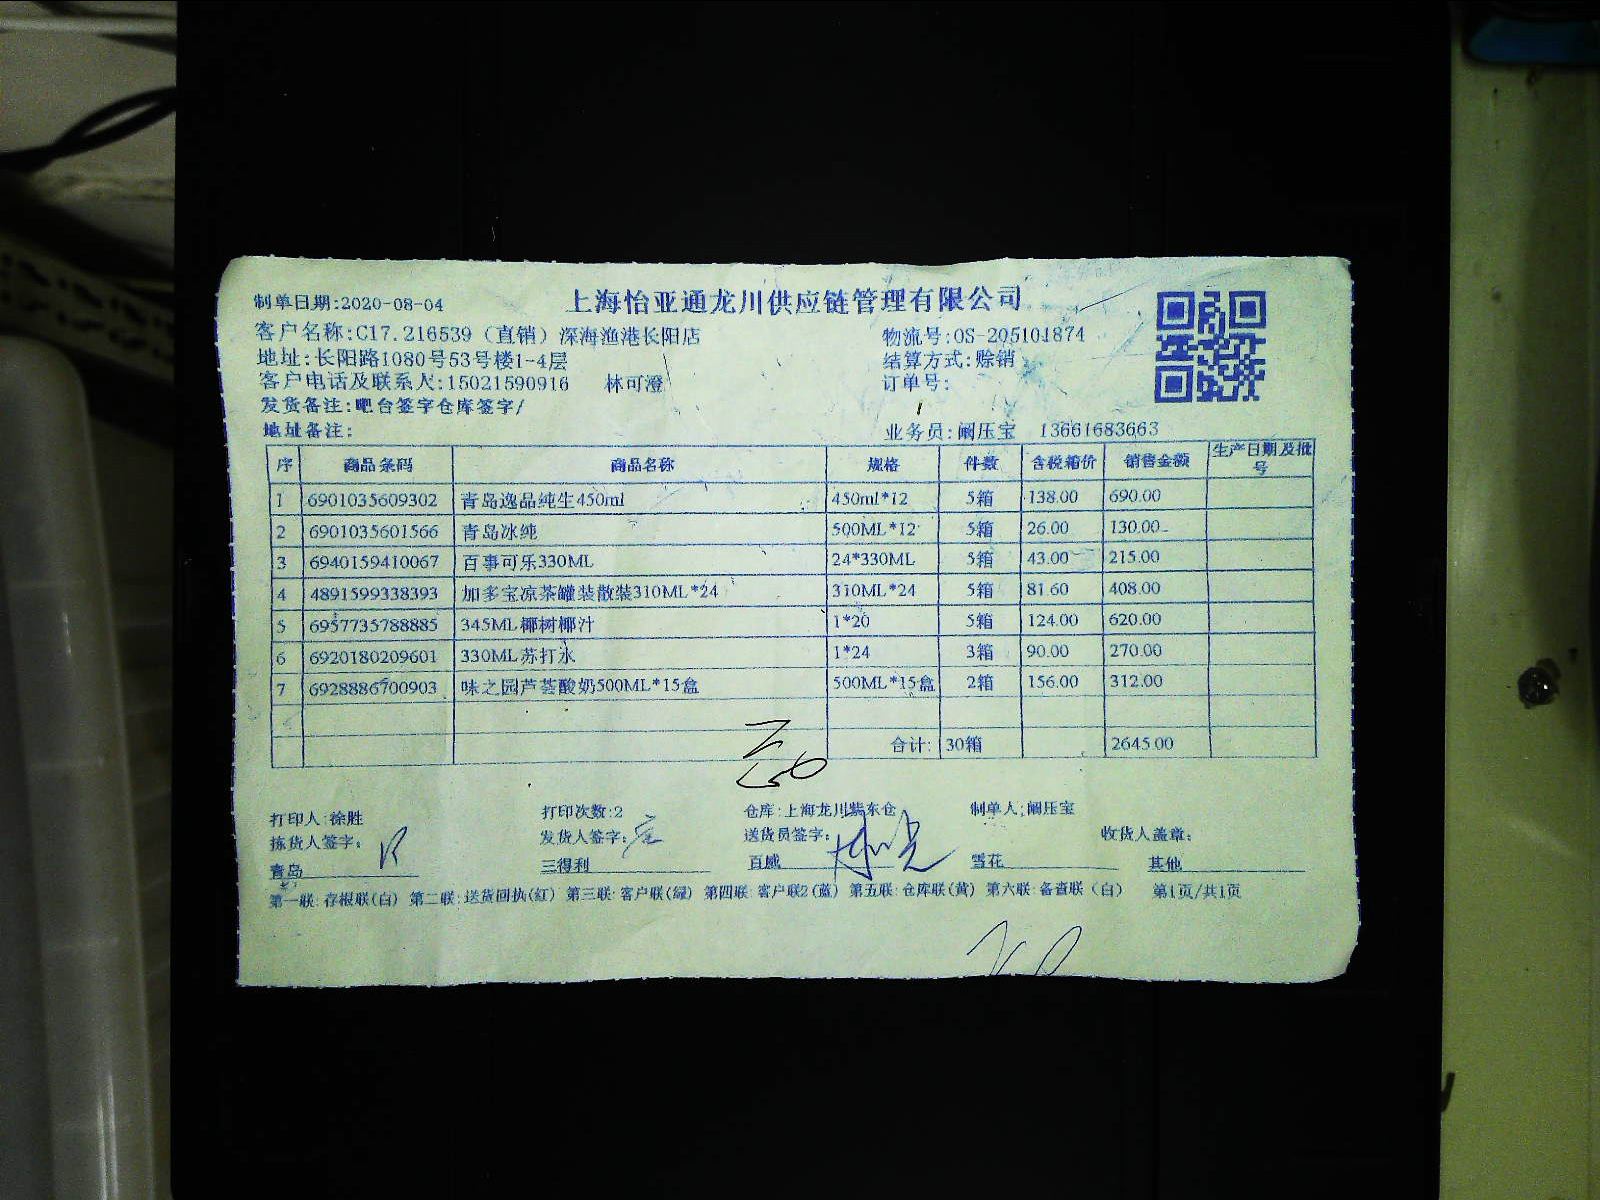 上海怡亚通龙川供应链管理有限公司
制单日期:2020-08-04
客户名称:C17.216539（直销）深海渔港长阳店 物流号:OS-205101874
地址:长阳路1080号53号楼1-4层 结算方式:赊销
客户电话及联系人:15021590916 林可澄 订单号:
发货备注:吧台签字仓库签字/
地址备注: 业务员:阚压宝 13661683663
序 商品条码 商品名称 规格 件数 含税箱价 销售金额 生产日期及批号
1 6901035609302 青岛逸品纯生450ml 450ml*12 5箱 138.00 690.00
2 6901035601566 青岛冰纯 500ML*12 5箱 26.00 130.00
3 6940159410067 百事可乐330ML 24*330ML 5箱 43.00 215.00
4 4891599338393 加多宝凉茶罐装散装310ML*24 310ML*24 5箱 81.60 408.00
5 6957735788885 345ML椰树椰汁 1*20 5箱 124.00 620.00
6 6920180209601 330ML苏打水 1*24 3箱 90.00 270.00
7 6928886700903 味之园芦荟酸奶500ML*15盒 500ML*15盒 2箱 156.00 312.00
合计: 30箱 2645.00
打印人:徐胜 打印次数:2 仓库:上海龙川紫东仓 制单人:阚压宝
拣货人签字: 发货人签字: 送货员签字: 收货人盖章:
青岛 三得利 百威 雪花 其他
第一联:存根联(白) 第二联:送货回执(红) 第三联:客户联(绿) 第四联:客户联2(蓝) 第五联:仓库联(黄) 第六联:备查联（白） 第1页/共1页